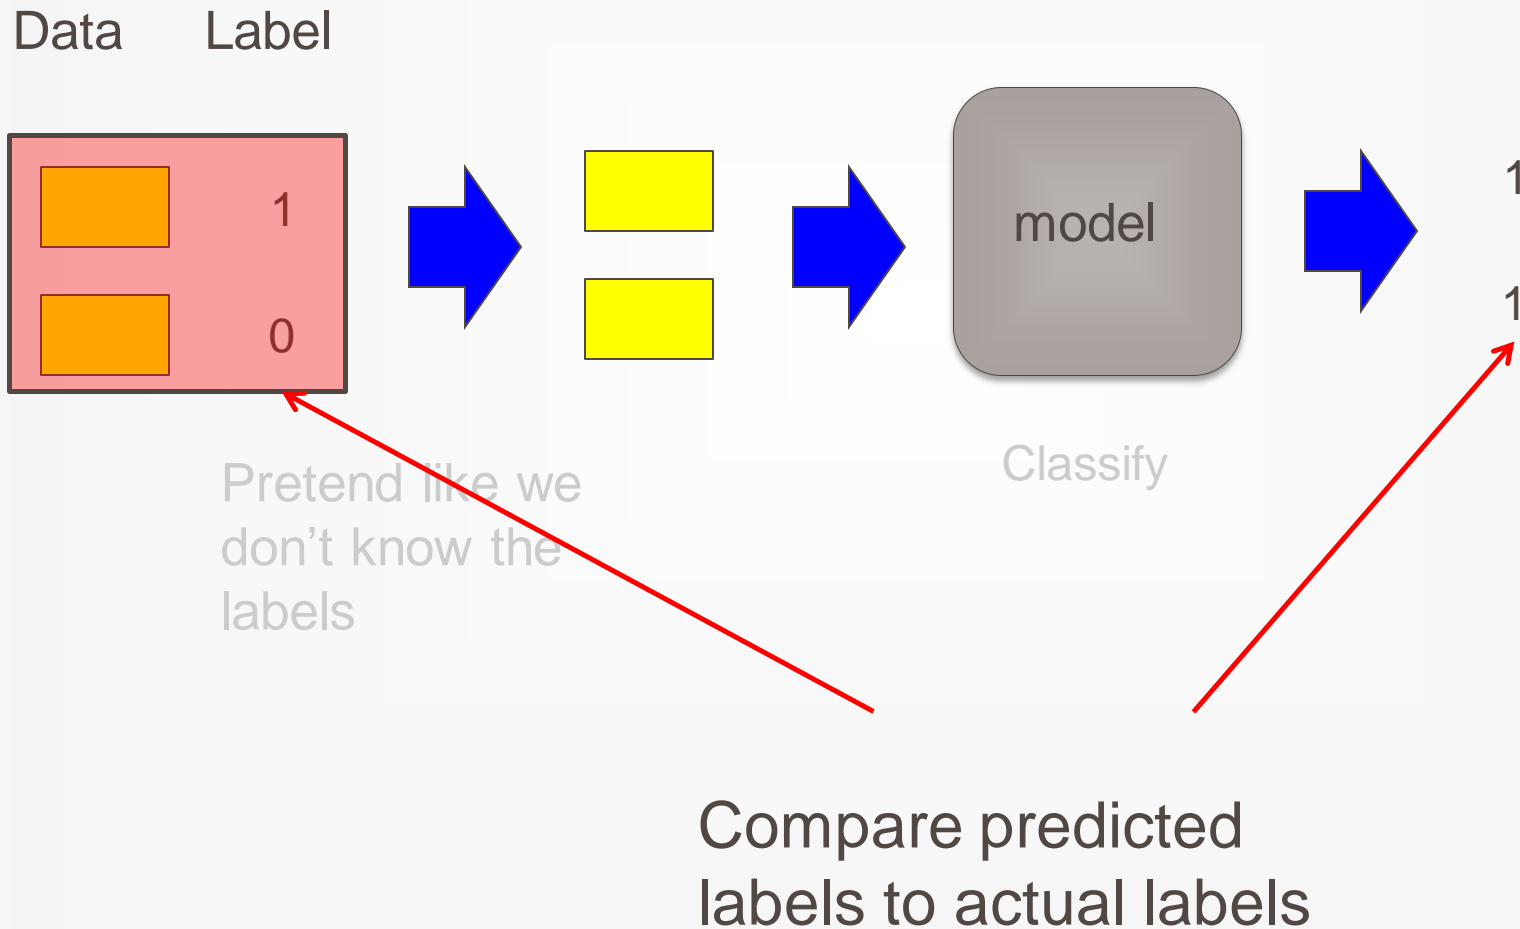 Data Label
1
0
model
1
1
Pretend like we
don’t know the
labels
Classify
Compare predicted
labels to actual labels